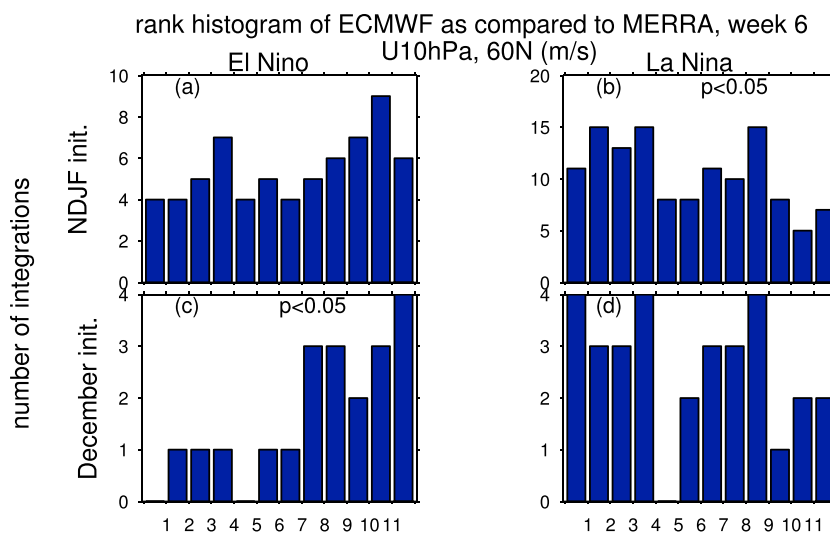 rank histogram of ECMWF as compared to MERRA, week 6
U10hPa, 60N (m/s)
El Nino
La Nina
number of integrations
NDJF init.
(a)
10
8
6
4
2
0
(b)
p<0.05
20
15
10
5
0
December init.
(c)
p<0.05
4
3
2
1
0
1 2 3 4 5 6 7 8 9 10 11
(d)
4
3
2
1
0
1 2 3 4 5 6 7 8 9 10 11